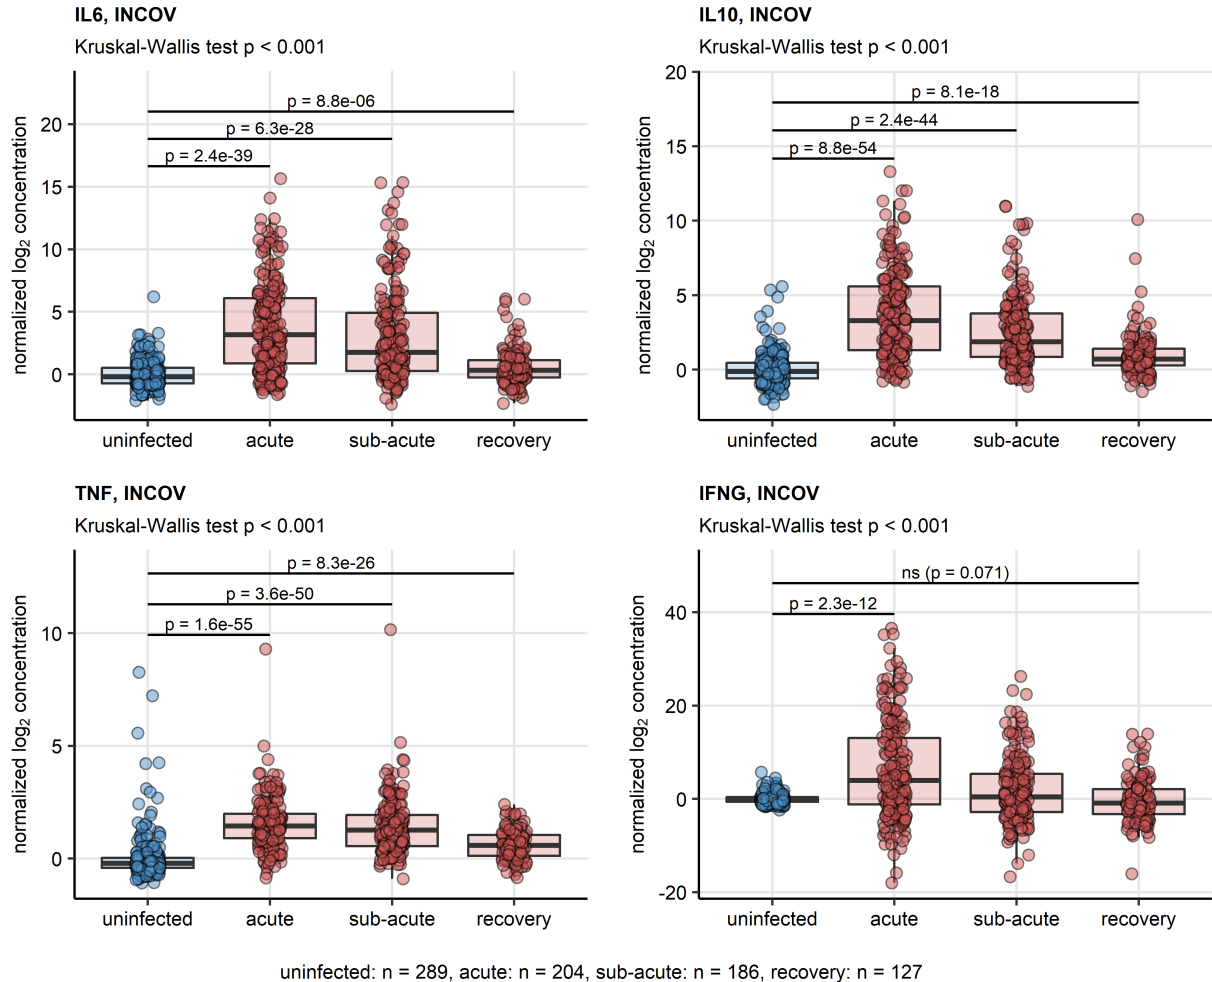 IL6, INCOV
Kruskal-Wallis test p < 0.001
normalized log2 concentration
20
15
10
5
0
p = 8.8e-06
p = 6.3e-28
p = 2.4e-39
uninfected acute sub-acute recovery
IL10, INCOV
Kruskal-Wallis test p < 0.001
normalized log2 concentration
20
15
10
5
0
p = 8.1e-18
p = 2.4e-44
p = 8.8e-54
uninfected acute sub-acute recovery
TNF, INCOV
Kruskal-Wallis test p < 0.001
normalized log2 concentration
10
5
0
p = 8.3e-26
p = 3.6e-50
p = 1.6e-55
uninfected acute sub-acute recovery
IFNG, INCOV
Kruskal-Wallis test p < 0.001
normalized log2 concentration
40
20
0
-20
ns (p = 0.071)
p = 2.3e-12
uninfected acute sub-acute recovery
uninfected: n = 289, acute: n = 204, sub-acute: n = 186, recovery: n = 127